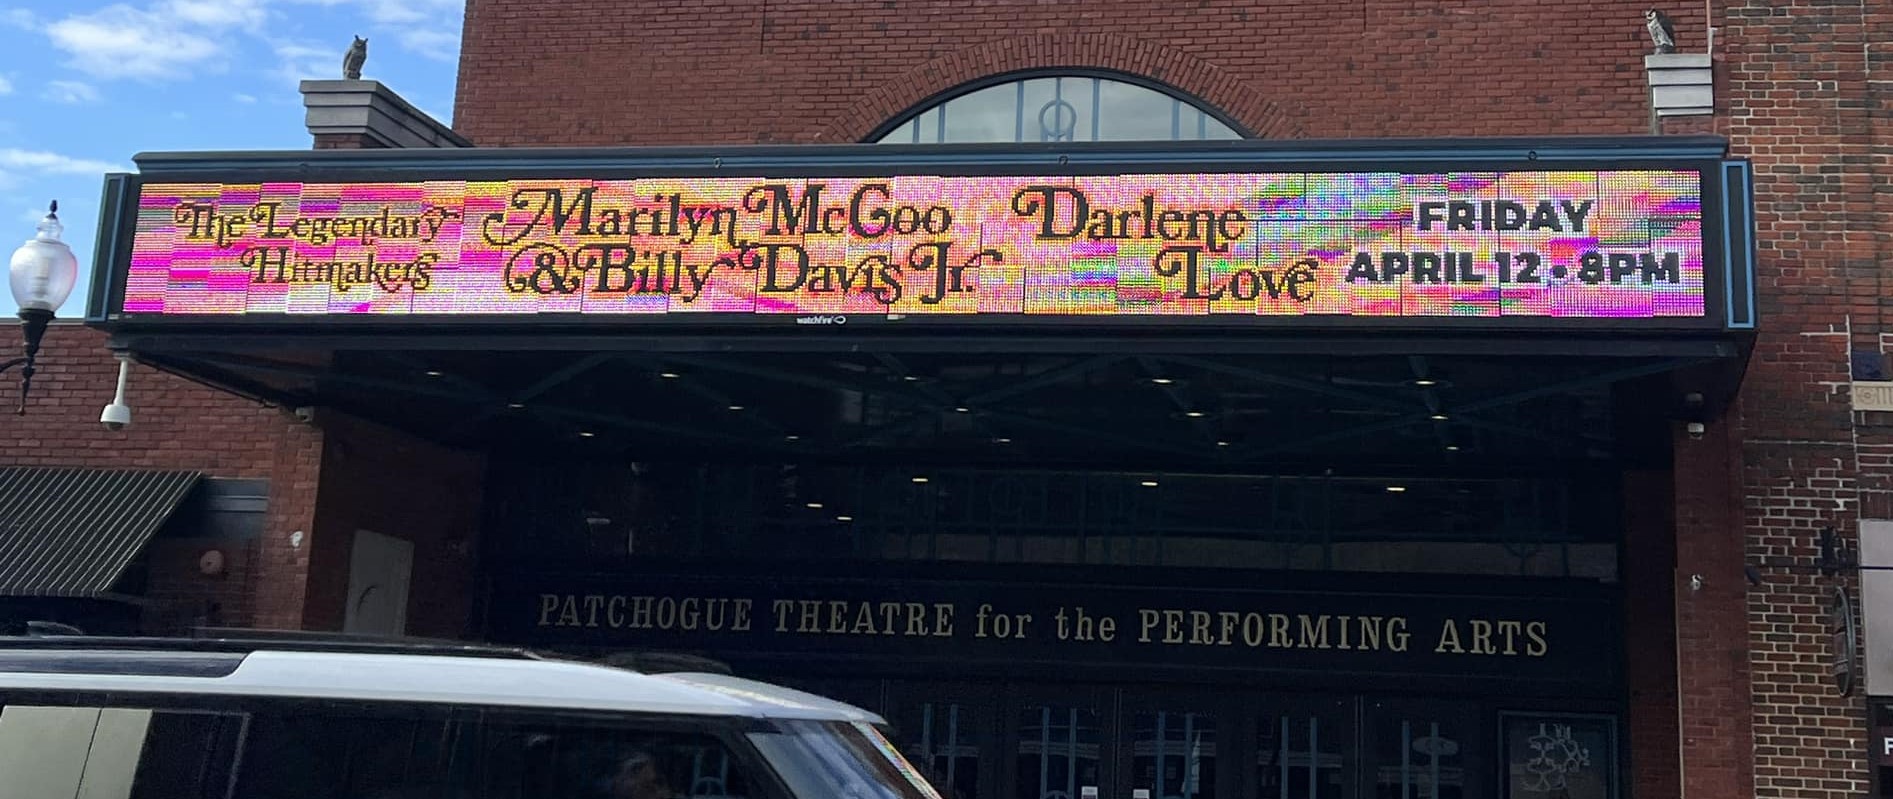 The Legendary
Hitmakers
Marilyn McCoo
& Billy Davis Jr.
Darlene
Love
FRIDAY
APRIL 12 • 8PM
watchfire
PATCHOGUE THEATRE for the PERFORMING ARTS